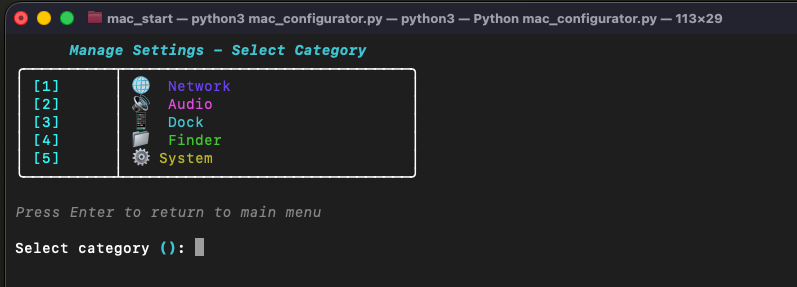 mac_start — python3 mac_configurator.py — python3 — Python mac_configurator.py — 113×29
Manage Settings - Select Category
[1] Network
[2] Audio
[3] Dock
[4] Finder
[5] System
Press Enter to return to main menu
Select category ():